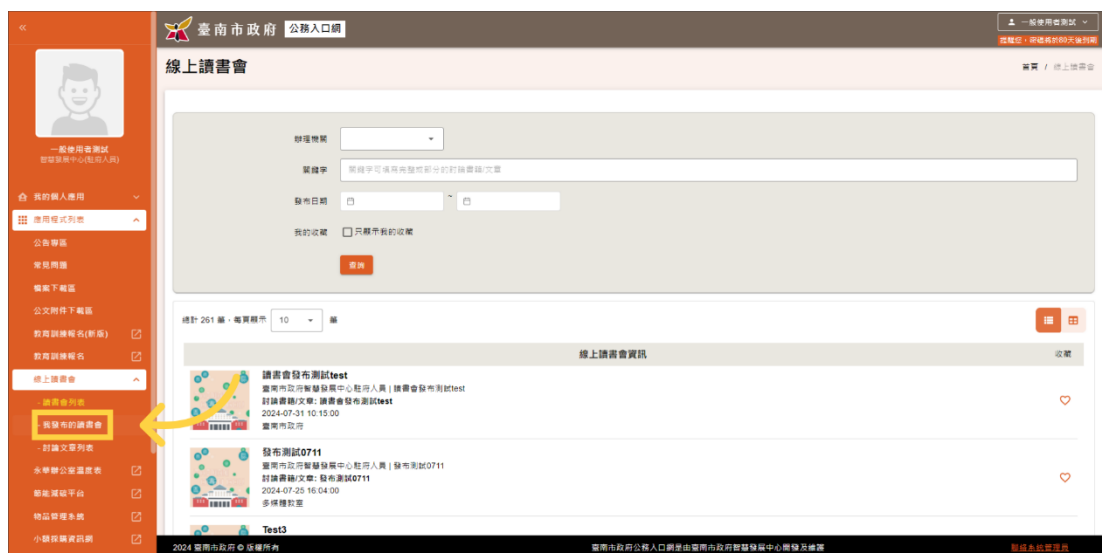 臺南市政府 公務入口網
一般使用者測試
提醒您，密碼將於60天後到期
線上讀書會
首頁 / 線上讀書會
一般使用者測試
智慧發展中心(駐府人員)
我的個人應用
應用程式列表
公告專區
常見問題
檔案下載區
公文附件下載區
教育訓練報名(新版)
教育訓練報名
線上讀書會
- 讀書會列表
- 我發布的讀書會
- 討論文章列表
永華辦公室溫度表
節能減碳平台
物品管理系統
小額採購資訊網
辦理機關
關鍵字 關鍵字可填寫完整或部分的討論書籍/文章
發布日期 ~
我的收藏 只顯示我的收藏
查詢
總計 261 筆，每頁顯示 10 筆
線上讀書會資訊 收藏
讀書會發布測試test
臺南市政府智慧發展中心駐府人員 | 讀書會發布測試test
討論書籍/文章: 讀書會發布測試test
2024-07-31 10:15:00
臺南市政府
發布測試0711
臺南市政府智慧發展中心駐府人員 | 發布測試0711
討論書籍/文章: 發布測試0711
2024-07-25 16:04:00
多媒體教室
Test3
2024 臺南市政府 © 版權所有
臺南市政府公務入口網是由臺南市政府智慧發展中心開發及維護
聯絡系統管理員